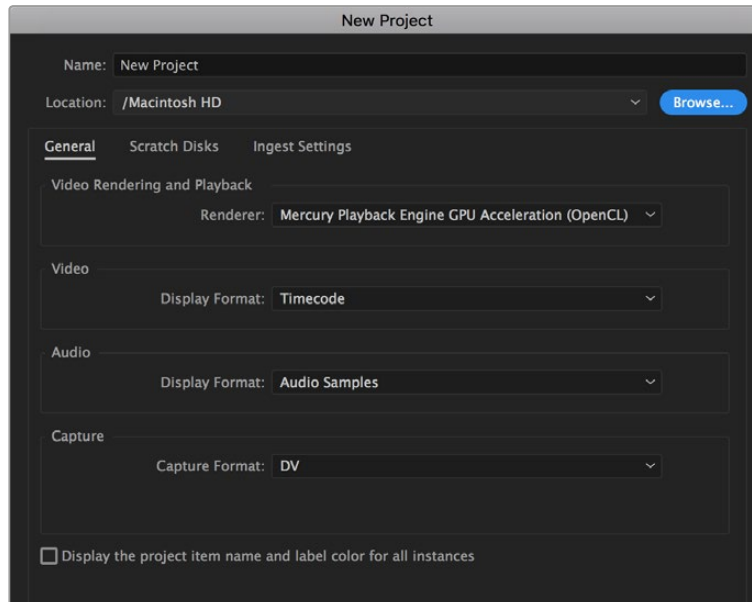 New Project
Name: New Project
Location: /Macintosh HD Browse...
General Scratch Disks Ingest Settings
Video Rendering and Playback
Renderer: Mercury Playback Engine GPU Acceleration (OpenCL)
Video
Display Format: Timecode
Audio
Display Format: Audio Samples
Capture
Capture Format: DV
Display the project item name and label color for all instances